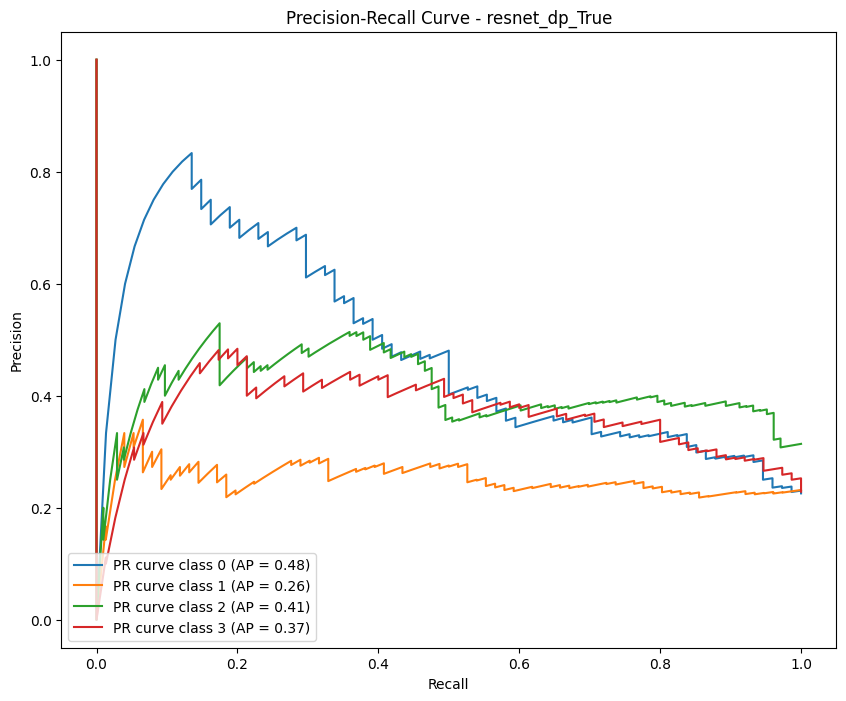 Precision-Recall Curve - resnet_dp_True
Precision
1.0
0.8
0.6
0.4
0.2
0.0
PR curve class 0 (AP = 0.48)
PR curve class 1 (AP = 0.26)
PR curve class 2 (AP = 0.41)
PR curve class 3 (AP = 0.37)
0.0 0.2 0.4 0.6 0.8 1.0
Recall